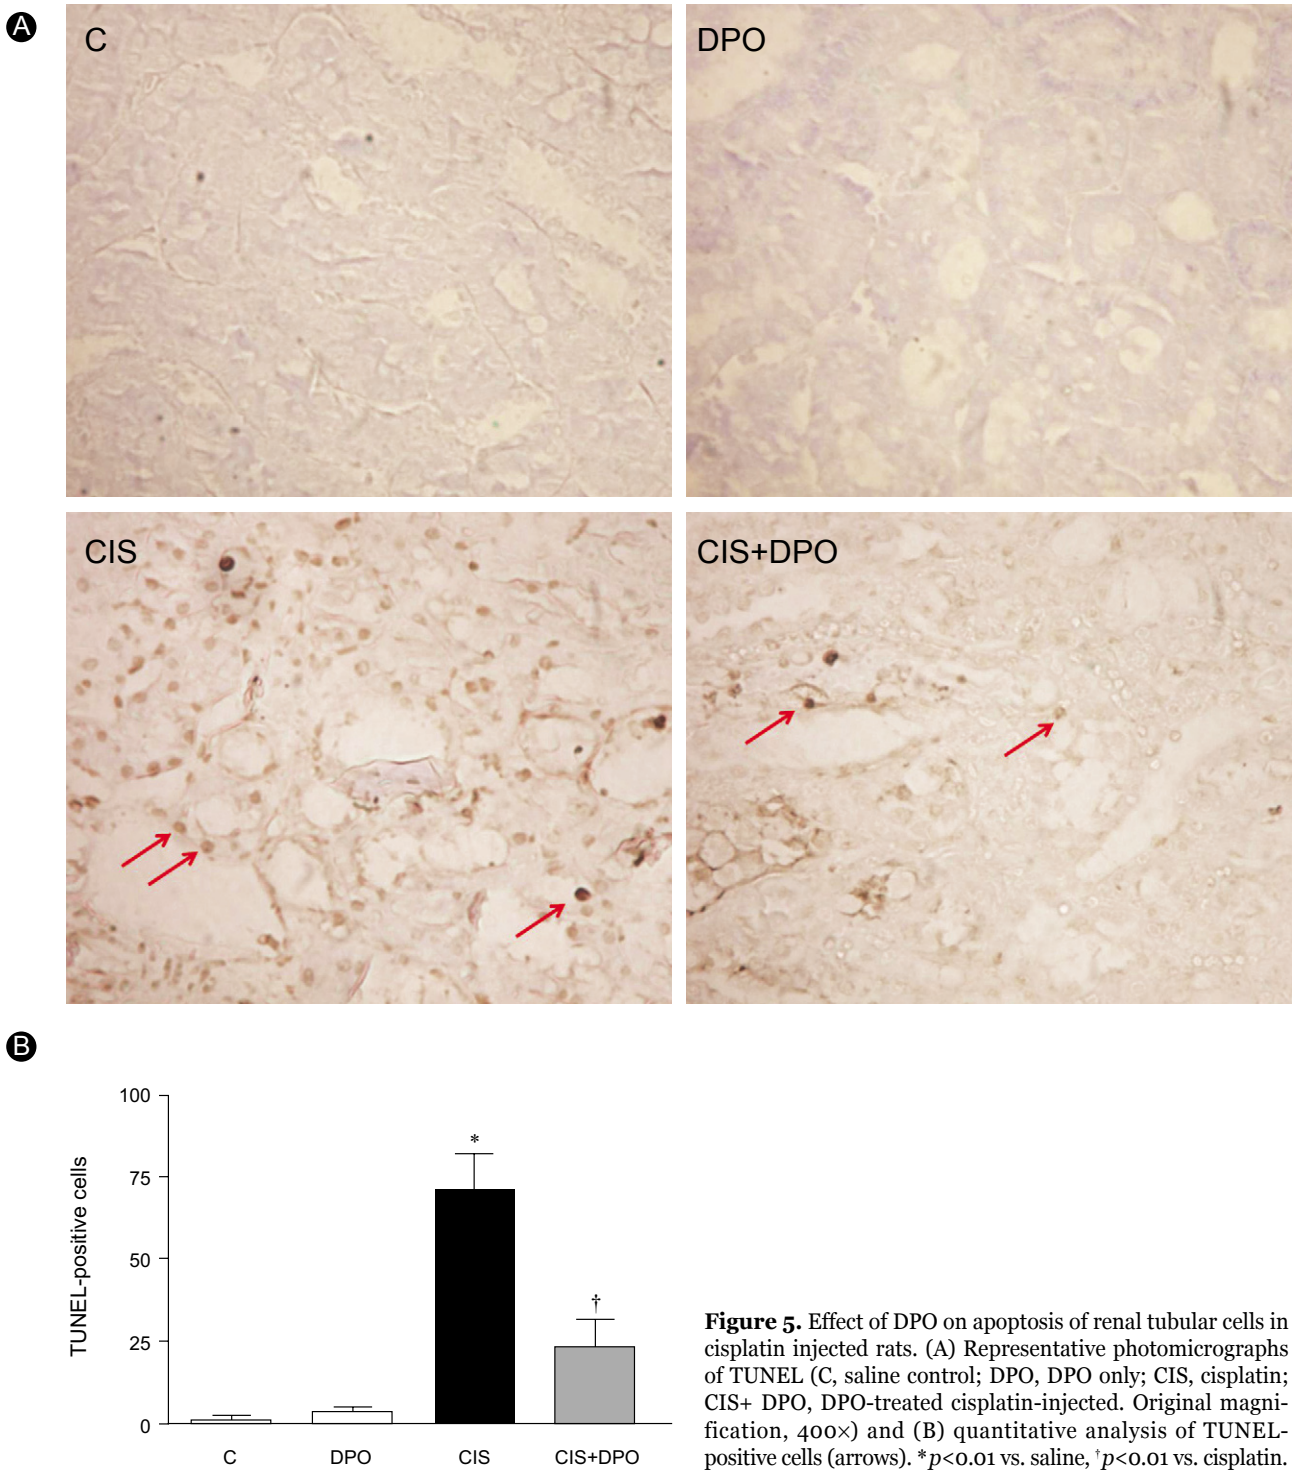 A
C
DPO
CIS
CIS+DPO
B
100
75
50
25
0
TUNEL-positive cells
*
†
C
DPO
CIS
CIS+DPO
Figure 5. Effect of DPO on apoptosis of renal tubular cells in
cisplatin injected rats. (A) Representative photomicrographs
of TUNEL (C, saline control; DPO, DPO only; CIS, cisplatin;
CIS+ DPO, DPO-treated cisplatin-injected. Original magni-
fication, 400×) and (B) quantitative analysis of TUNEL-
positive cells (arrows). *p<0.01 vs. saline, †p<0.01 vs. cisplatin.